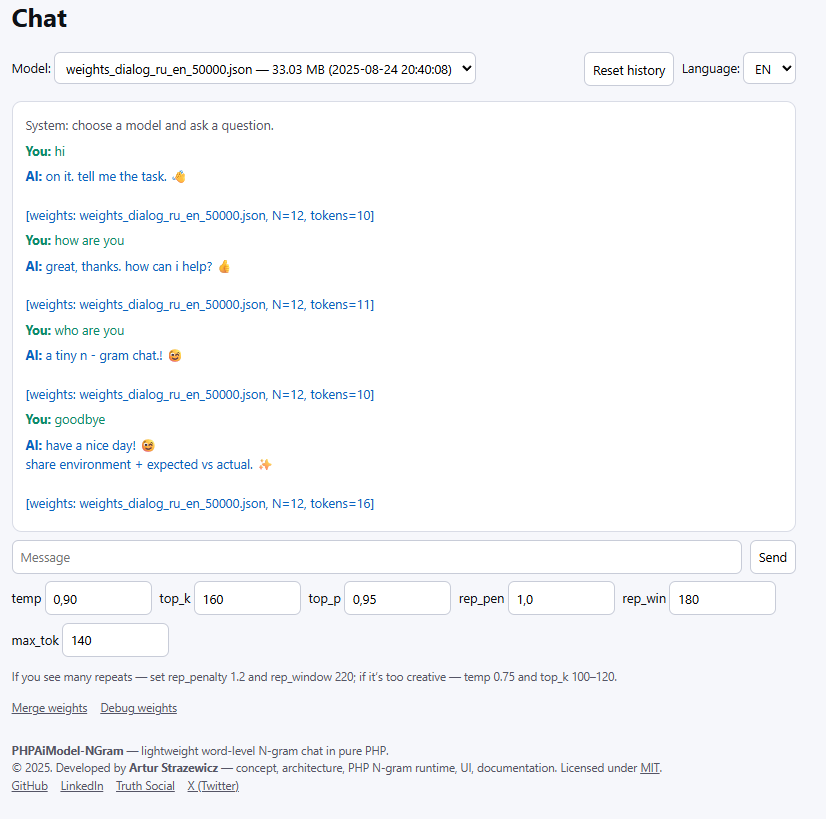 Chat
Model: weights_dialog_ru_en_50000.json — 33.03 MB (2025-08-24 20:40:08) Reset history Language: EN
System: choose a model and ask a question.
You: hi
AI: on it. tell me the task. 👋
[weights: weights_dialog_ru_en_50000.json, N=12, tokens=10]
You: how are you
AI: great, thanks. how can i help? 👍
[weights: weights_dialog_ru_en_50000.json, N=12, tokens=11]
You: who are you
AI: a tiny n - gram chat.! 😄
[weights: weights_dialog_ru_en_50000.json, N=12, tokens=10]
You: goodbye
AI: have a nice day! 😄
share environment + expected vs actual. ✨
[weights: weights_dialog_ru_en_50000.json, N=12, tokens=16]
Message Send
temp 0,90 top_k 160 top_p 0,95 rep_pen 1,0 rep_win 180
max_tok 140
If you see many repeats — set rep_penalty 1.2 and rep_window 220; if it's too creative — temp 0.75 and top_k 100–120.
Merge weights Debug weights
PHPAiModel-NGram — lightweight word-level N-gram chat in pure PHP.
© 2025. Developed by Artur Strazewicz — concept, architecture, PHP N-gram runtime, UI, documentation. Licensed under MIT.
GitHub LinkedIn Truth Social X (Twitter)